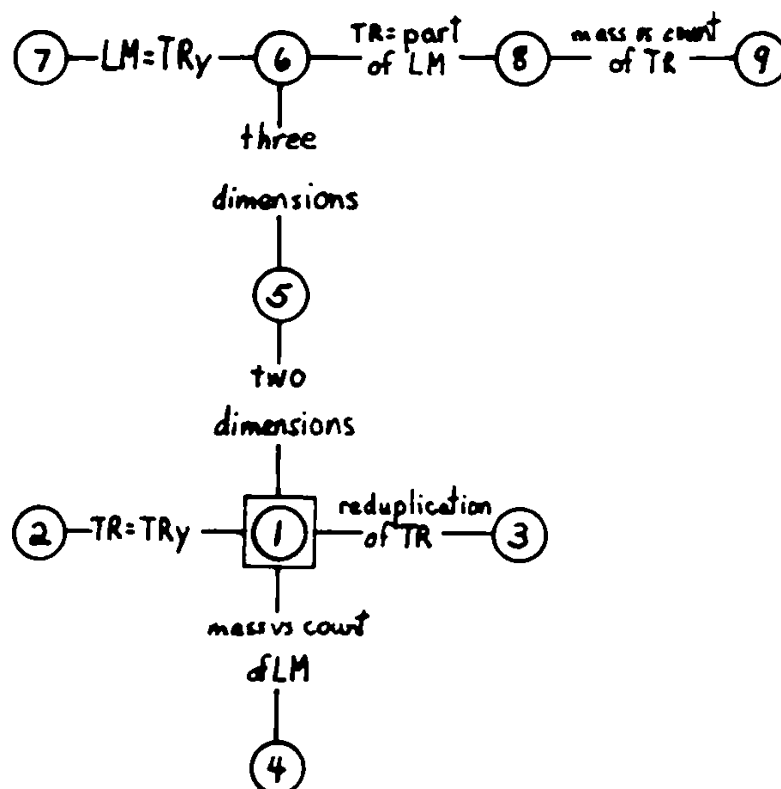 7 LM=TRy 6 TR=part of LM 8 mass vs count of TR 9
three
dimensions
5
two
dimensions
2 TR=TRy 1 reduplication of TR 3
mass vs count
of LM
4